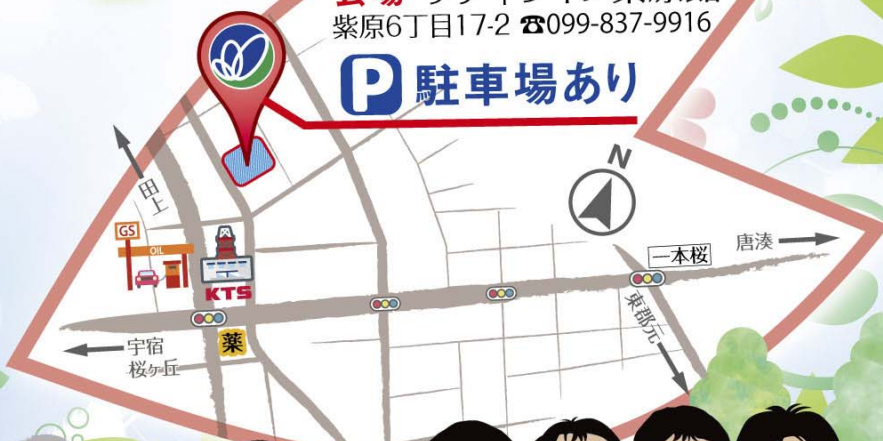 紫原6丁目17-2 ☎099-837-9916
P 駐車場あり
N
田上
GS
OIL
KTS
一本桜
唐湊
東郡元
薬
宇宿
桜ヶ丘